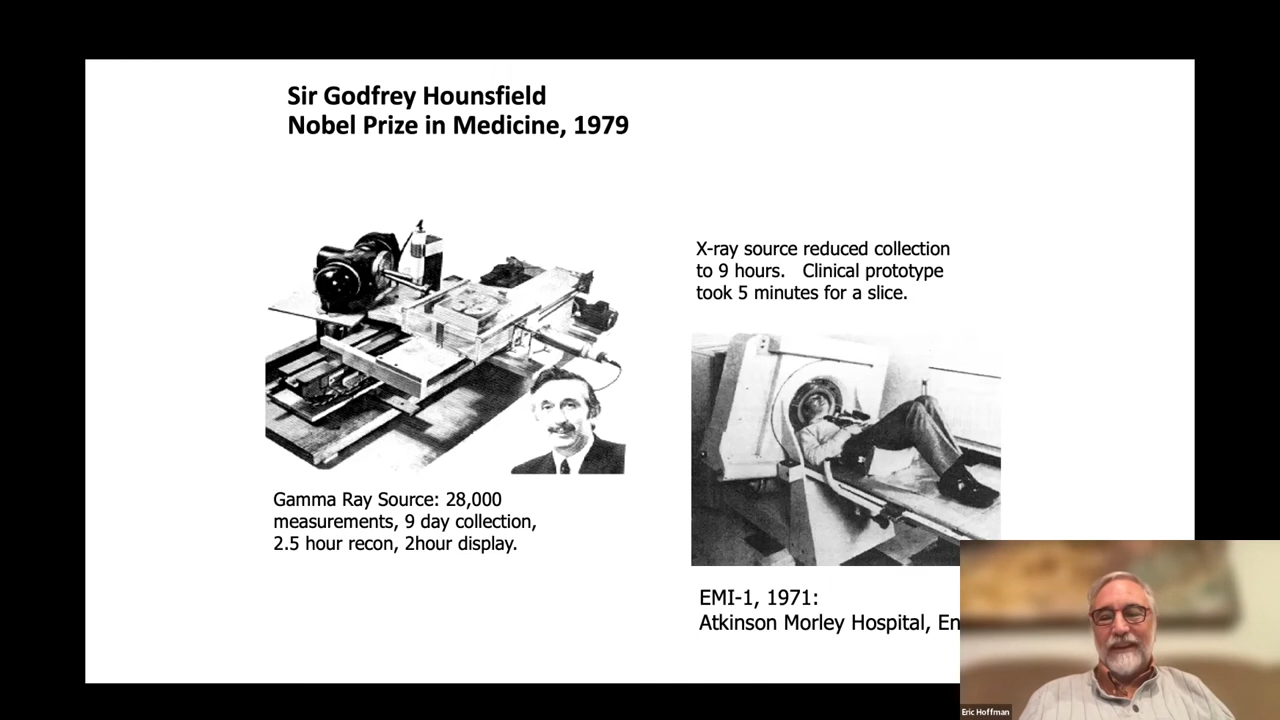 Sir Godfrey Hounsfield
Nobel Prize in Medicine, 1979
X-ray source reduced collection
to 9 hours.   Clinical prototype
took 5 minutes for a slice.
Gamma Ray Source: 28,000
measurements, 9 day collection,
2.5 hour recon, 2hour display.
EMI-1, 1971:
Atkinson Morley Hospital, En
Eric Hoffman